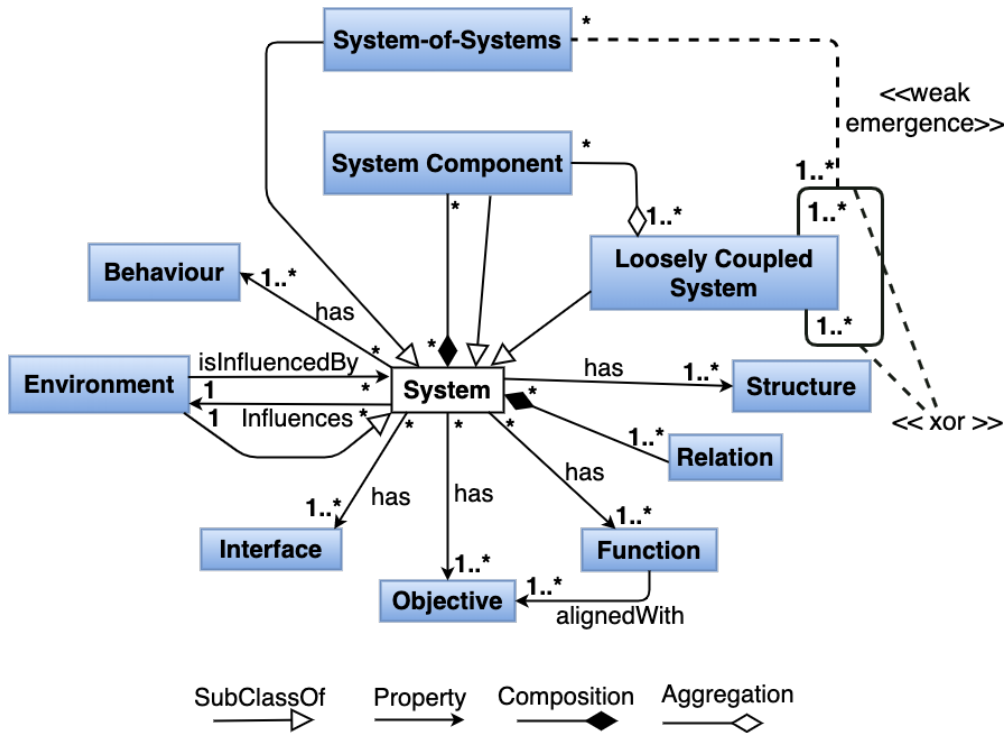 System-of-Systems
*
<<weak
emergence>>
System Component
*
*
1..*
1..*
1..*
Loosely Coupled
System
1..*
Behaviour
1..*
has
*
*
Environment
isInfluencedBy
1
*
1
Influences
*
System
has
1..*
Structure
<< xor >>
*
1..*
Relation
*
has
1..*
Interface
*
has
1..*
Objective
*
has
1..*
Function
1..*
alignedWith
SubClassOf
Property
Composition
Aggregation